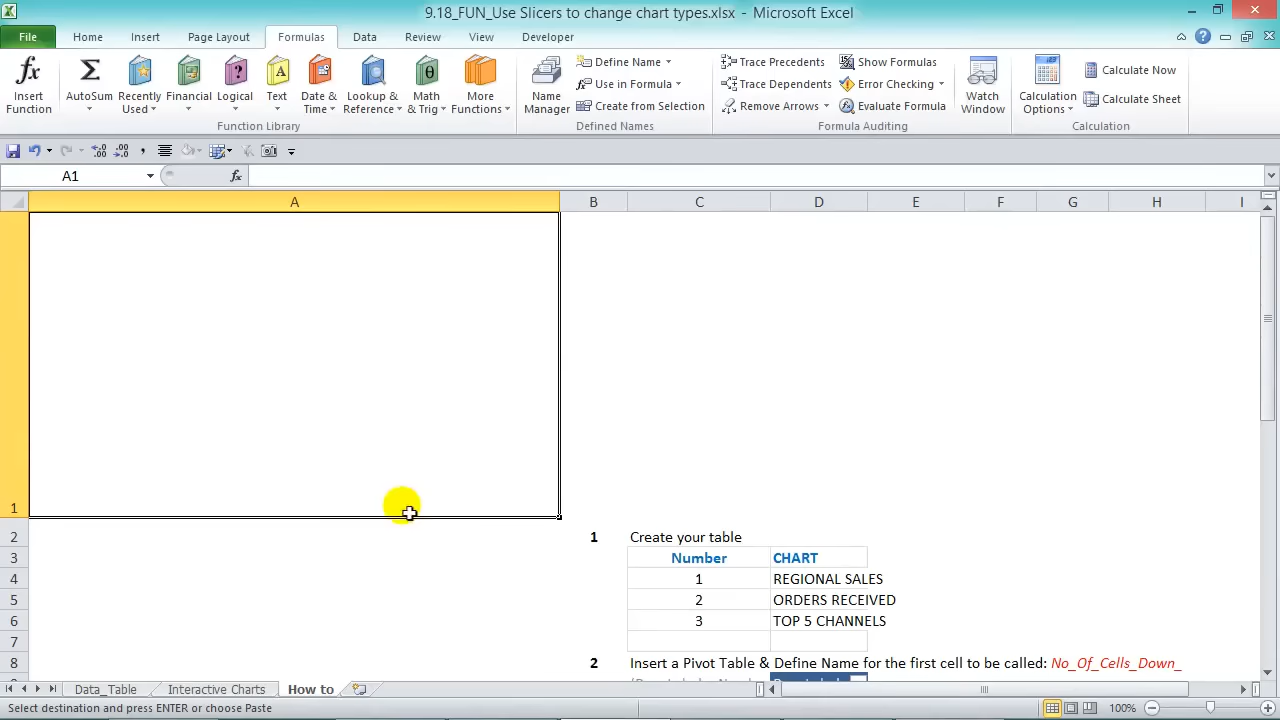 9.18_FUN_Use Slicers to change chart types.xlsx - Microsoft Excel
File Home Insert Page Layout Formulas Data Review View Developer
Insert Function
AutoSum
Recently Used
Financial
Logical
Text
Date & Time
Lookup & Reference
Math & Trig
More Functions
Function Library
Name Manager
Define Name
Use in Formula
Create from Selection
Defined Names
Trace Precedents
Trace Dependents
Remove Arrows
Show Formulas
Error Checking
Evaluate Formula
Formula Auditing
Watch Window
Calculation Options
Calculate Now
Calculate Sheet
Calculation
A1 fx
A B C D E F G H I
1
2 1 Create your table
3 Number CHART
4 1 REGIONAL SALES
5 2 ORDERS RECEIVED
6 3 TOP 5 CHANNELS
7
8 2 Insert a Pivot Table & Define Name for the first cell to be called: No_Of_Cells_Down_
Data_Table Interactive Charts How to
Select destination and press ENTER or choose Paste 100%